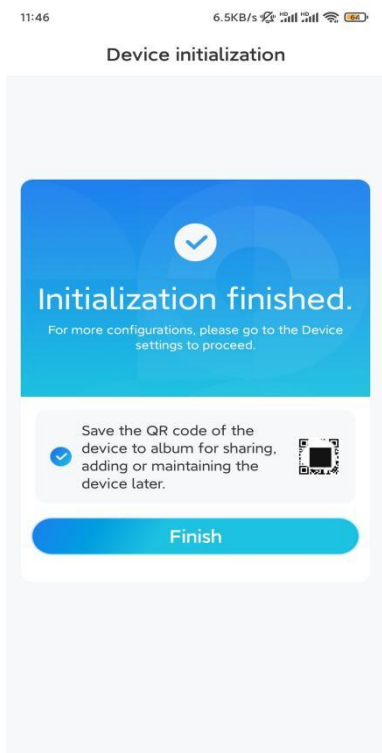 11:46 6.5KB/s HD HD 64
Device initialization
Initialization finished.
For more configurations, please go to the Device
settings to proceed.
Save the QR code of the
device to album for sharing,
adding or maintaining the
device later.
Finish